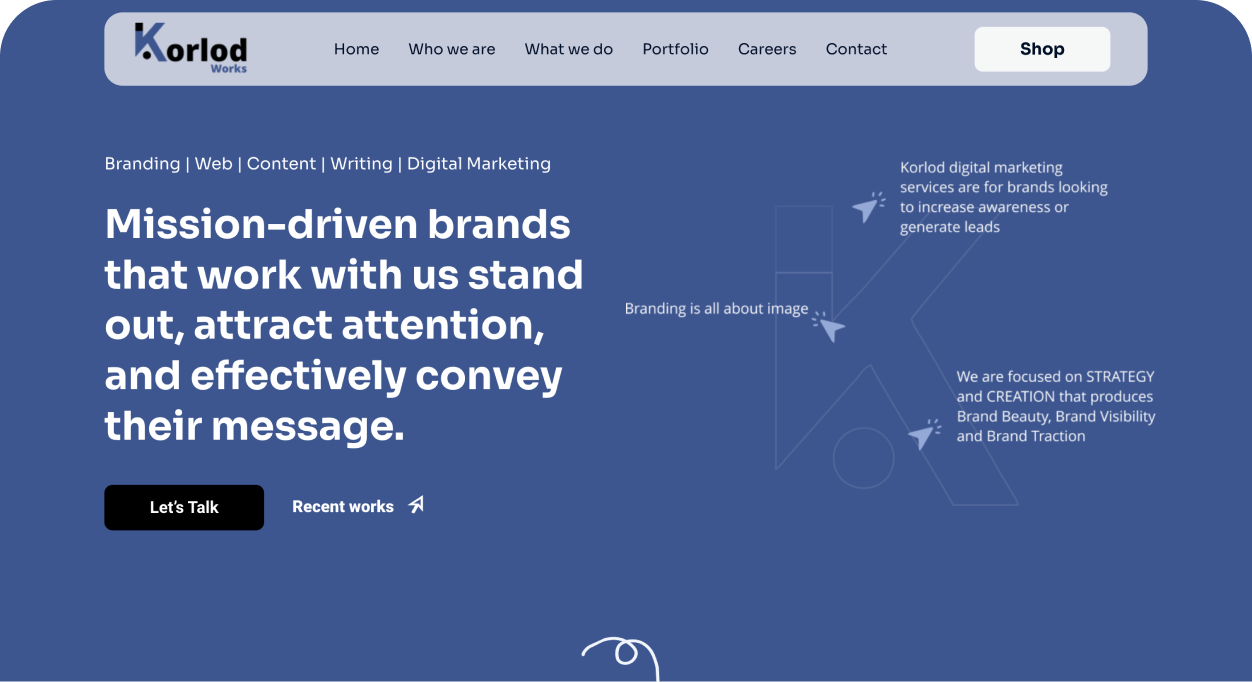 Korlod
Works
Home
Who we are
What we do
Portfolio
Careers
Contact
Shop
Branding | Web | Content | Writing | Digital Marketing
Mission-driven brands
that work with us stand
out, attract attention,
and effectively convey
their message.
Let's Talk
Recent works
Korlod digital marketing
services are for brands looking
to increase awareness or
generate leads
Branding is all about image
We are focused on STRATEGY
and CREATION that produces
Brand Beauty, Brand Visibility
and Brand Traction